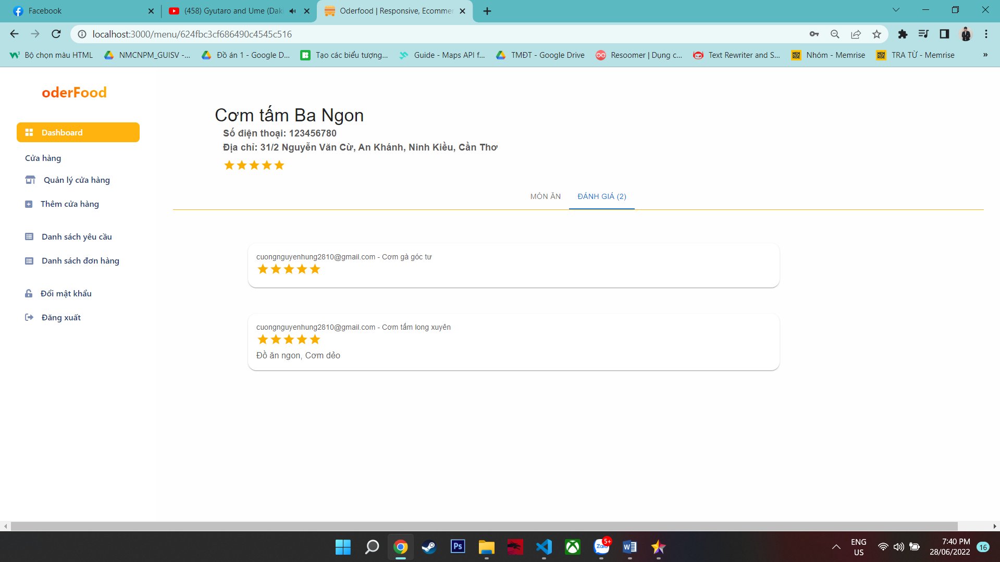 Facebook
(458) Gyutaro and Ume (Dak
Oderfood | Responsive, Ecommer
localhost:3000/menu/624fbc3cf686490c4545c516
Bộ chọn màu HTML
NMCNPM_GUISV -...
Đồ án 1 - Google D...
Tạo các biểu tượng...
Guide - Maps API f...
TMĐT - Google Drive
Resoomer | Dụng c...
Text Rewriter and S...
Nhóm - Memrise
TRA TỪ - Memrise
»
oderFood
Dashboard
Cửa hàng
Quản lý cửa hàng
Thêm cửa hàng
Danh sách yêu cầu
Danh sách đơn hàng
Đổi mật khẩu
Đăng xuất
Cơm tấm Ba Ngon
Số điện thoại: 123456780
Địa chỉ: 31/2 Nguyễn Văn Cừ, An Khánh, Ninh Kiều, Cần Thơ
MÓN ĂN
ĐÁNH GIÁ (2)
cuongnguyenhung2810@gmail.com - Cơm gà góc tư
cuongnguyenhung2810@gmail.com - Cơm tấm long xuyên
Đồ ăn ngon, Cơm dẻo
Ps
Zalo
5+
ENG
US
7:40 PM
28/06/2022
16